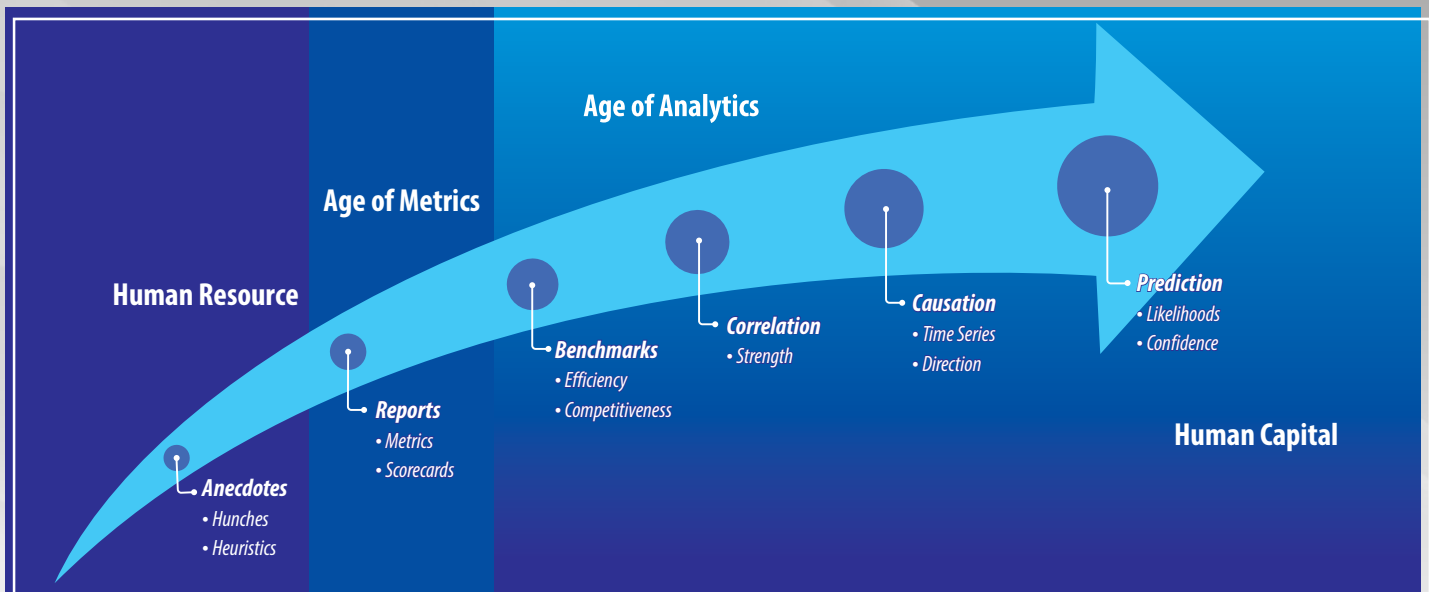 Age of Analytics
Age of Metrics
Human Resource
Anecdotes
• Hunches
• Heuristics
Reports
• Metrics
• Scorecards
Benchmarks
• Efficiency
• Competitiveness
Correlation
• Strength
Causation
• Time Series
• Direction
Prediction
• Likelihoods
• Confidence
Human Capital